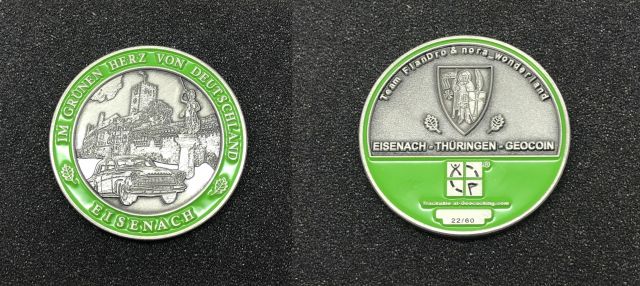 IM GRÜNEN HERZ VON DEUTSCHLAND
EISENACH
Team FlanDro & nora_wonderland
EISENACH - THÜRINGEN - GEOCOIN
®
Trackable at Geocaching.com
22/60